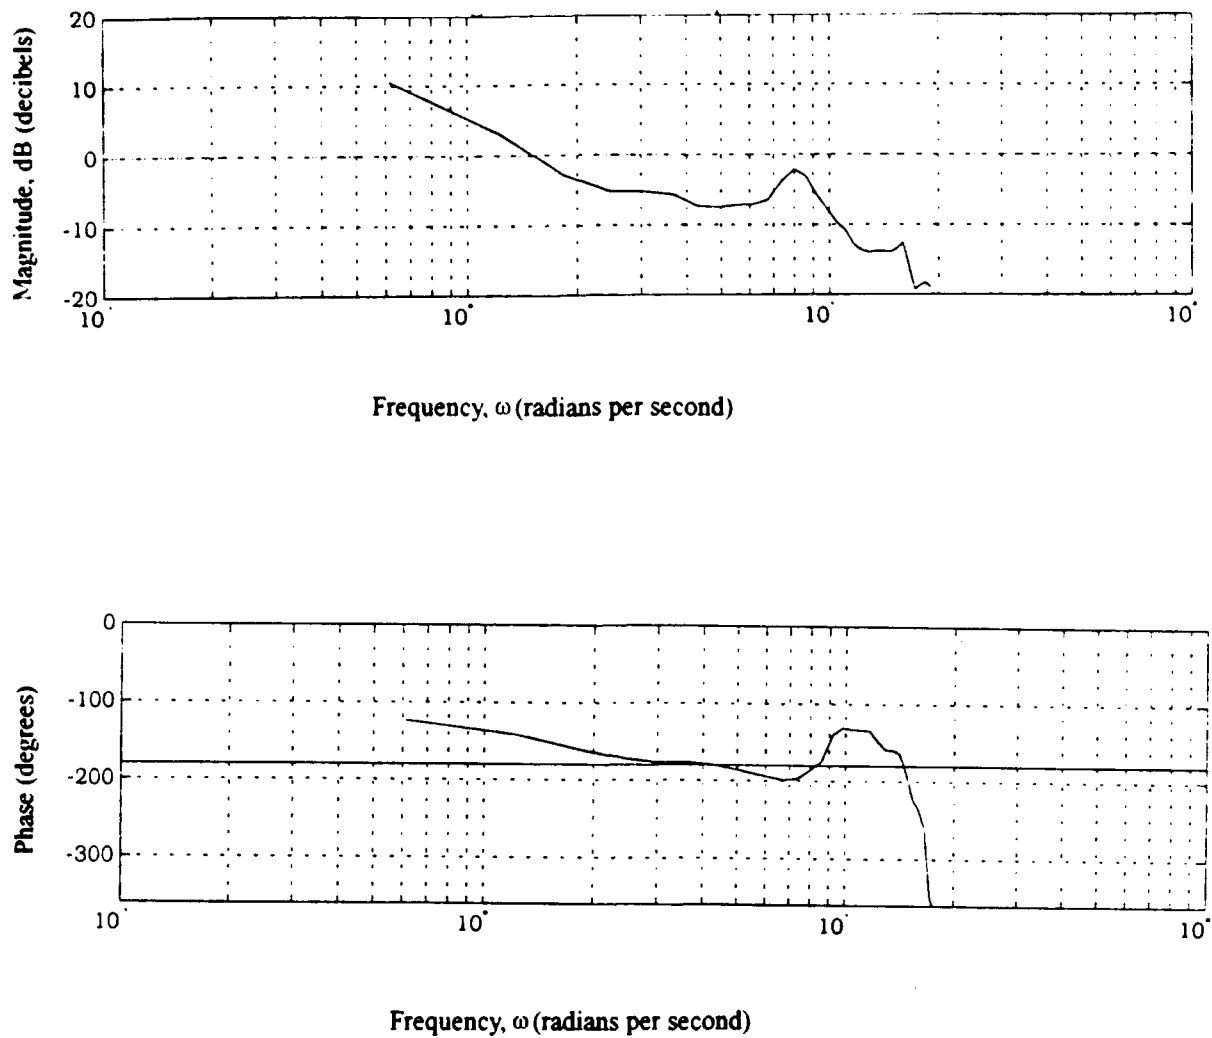 20
10
0
-10
-20
Magnitude, dB (decibels)
10 10 10 10
Frequency, ω (radians per second)
0
-100
-200
-300
Phase (degrees)
10 10 10 10
Frequency, ω (radians per second)